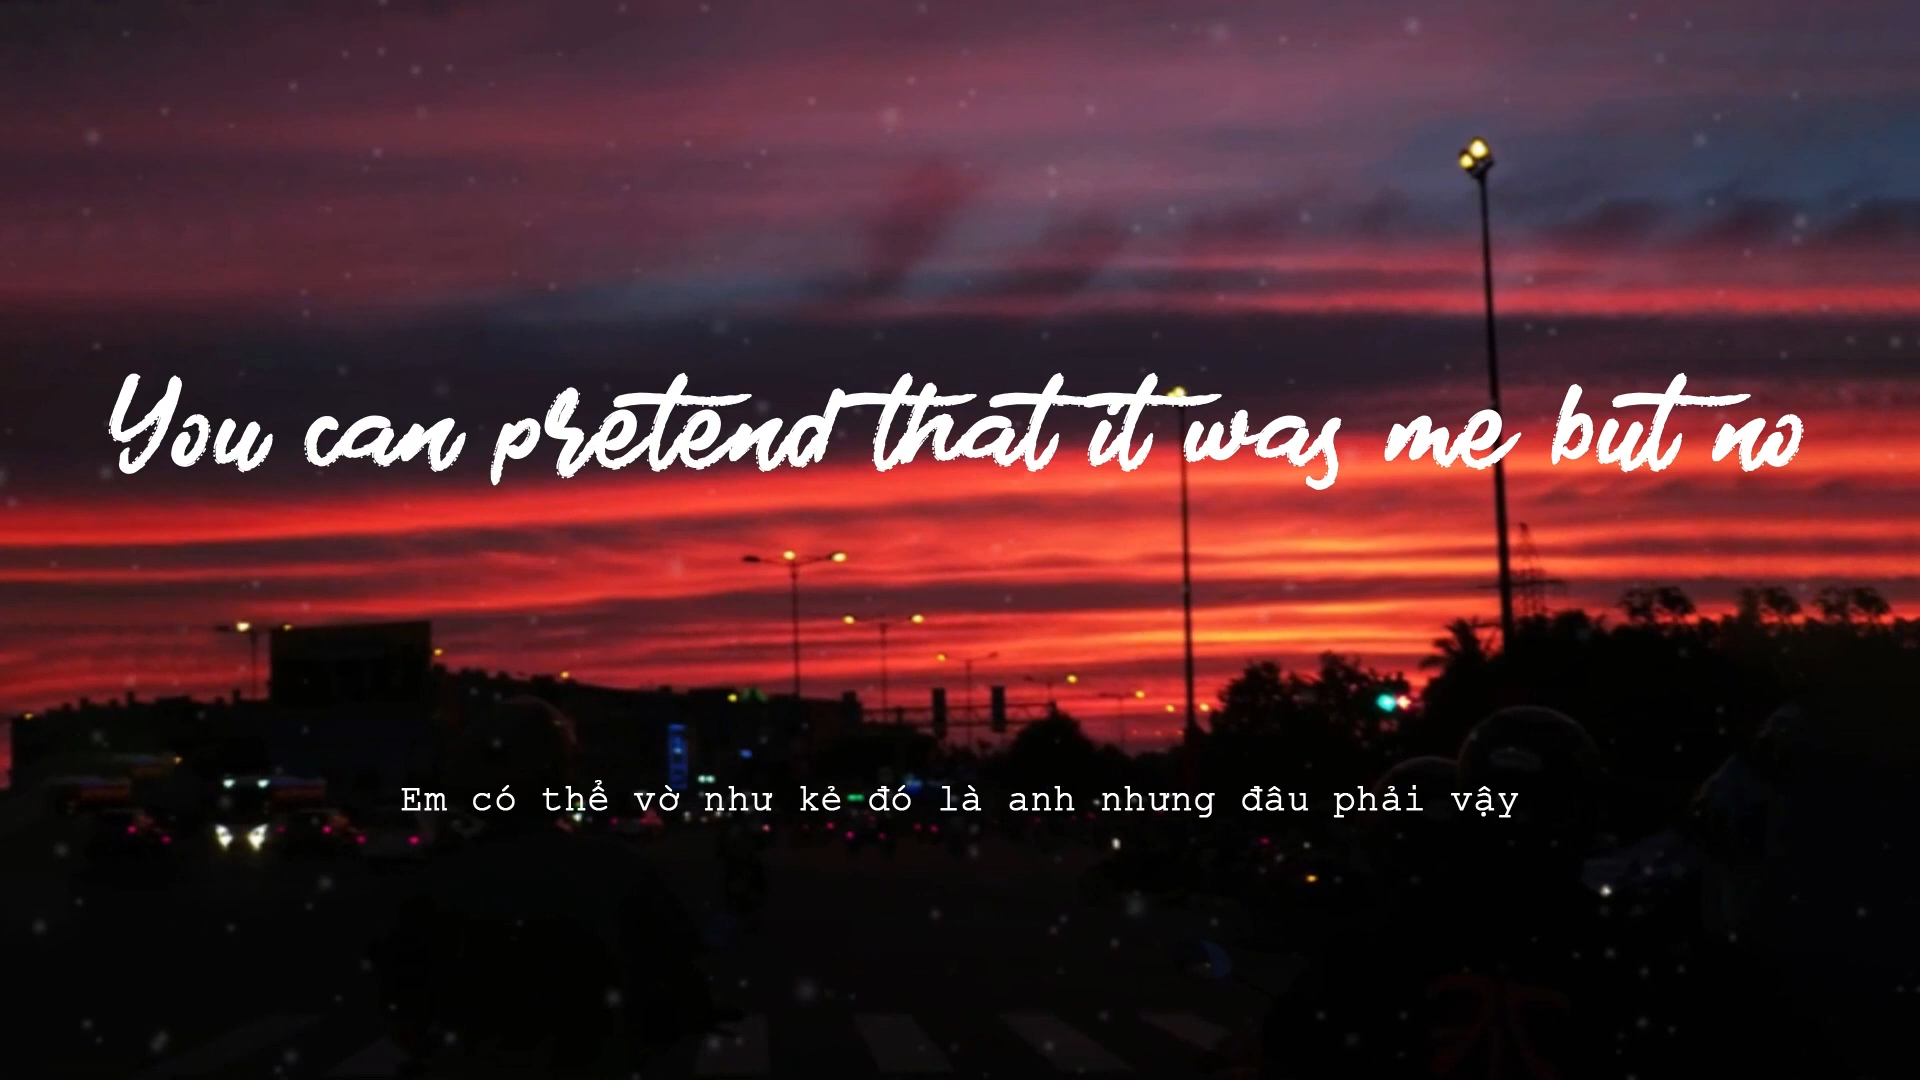 You can pretend that it was me but no
Em có thể vờ như kẻ đó là anh nhưng đâu phải vậy